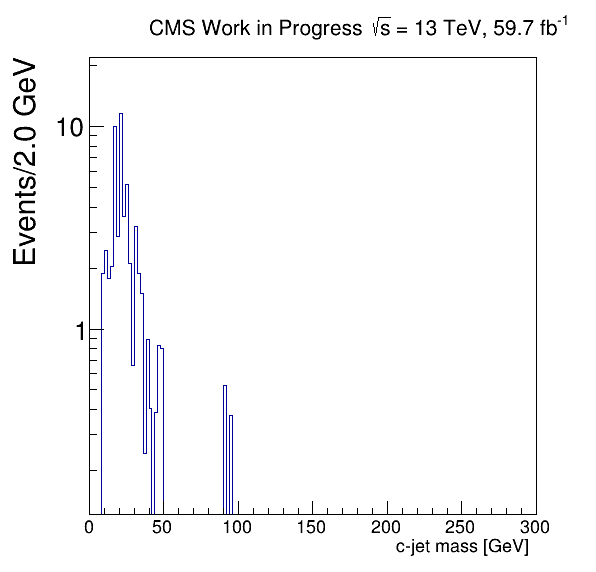 CMS Work in Progress √s = 13 TeV, 59.7 fb⁻¹
Events/2.0 GeV
10
1
0 50 100 150 200 250 300
c-jet mass [GeV]